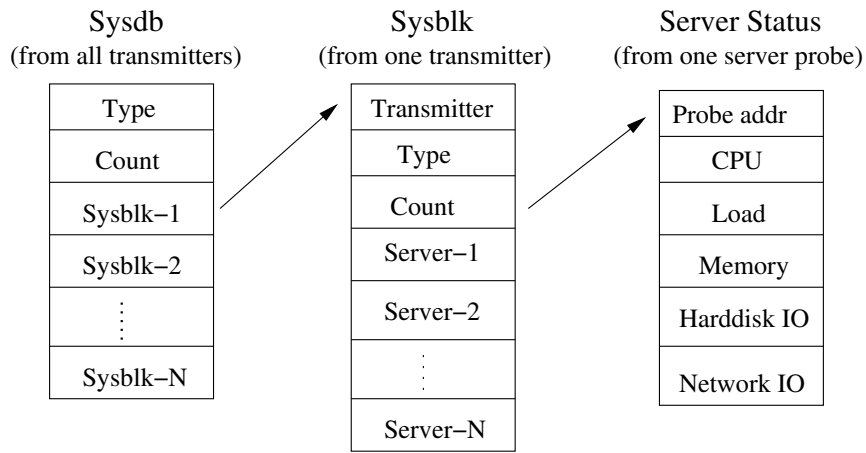 Sysdb
(from all transmitters)
Type
Count
Sysblk−1
Sysblk−2
Sysblk−N
Sysblk
(from one transmitter)
Transmitter
Type
Count
Server−1
Server−2
Server−N
Server Status
(from one server probe)
Probe addr
CPU
Load
Memory
Harddisk IO
Network IO